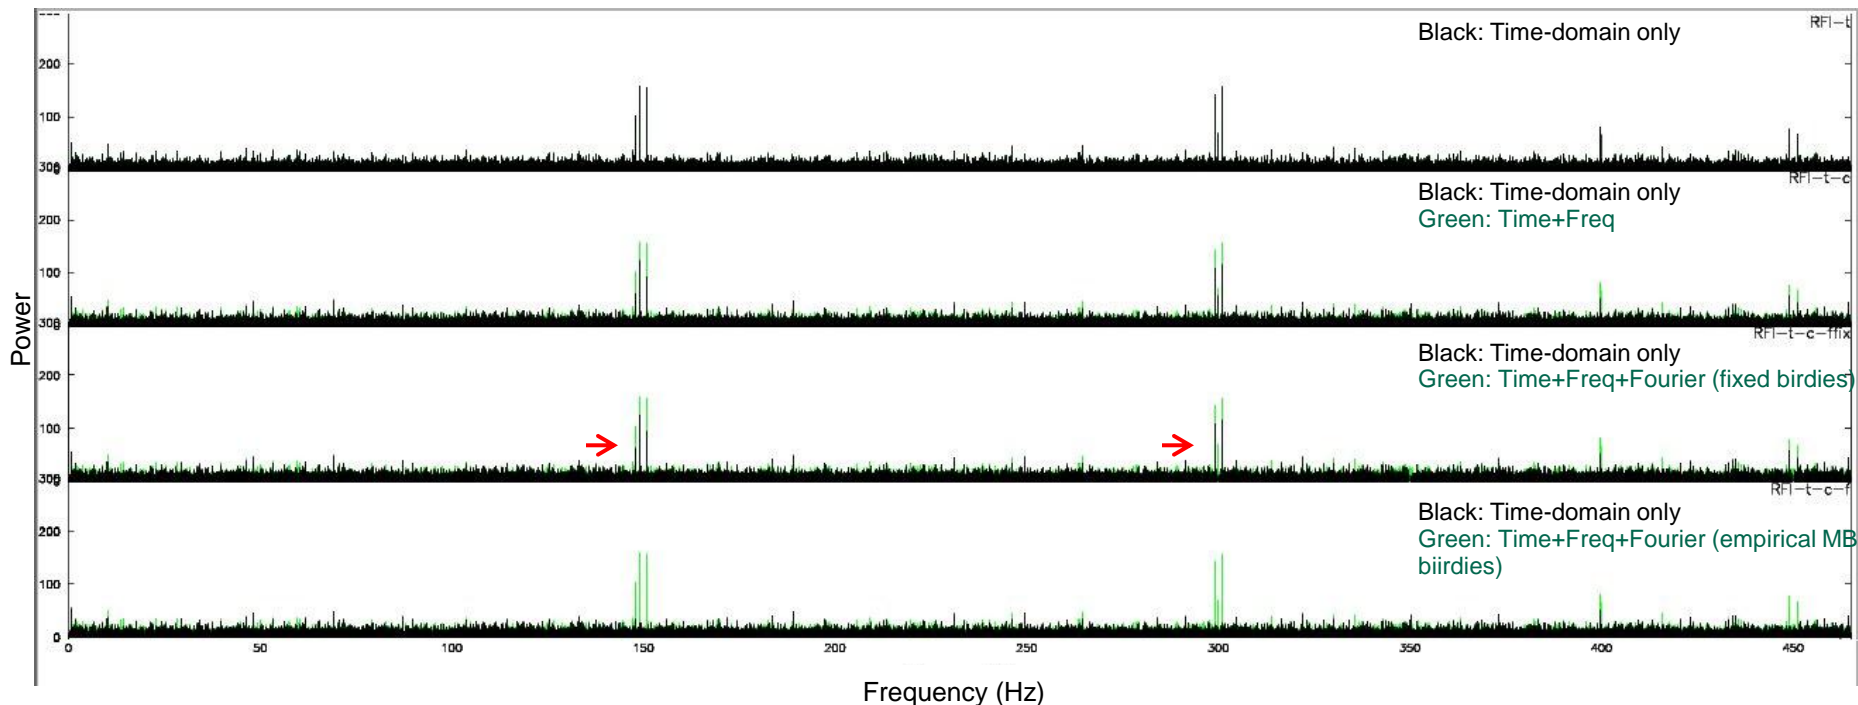 ---
RFI-t
Black: Time-domain only
200
100
300
RFI-t-c
Black: Time-domain only
Green: Time+Freq
200
100
300
RFI-t-c-ffix
Black: Time-domain only
Green: Time+Freq+Fourier (fixed birdies)
200
100
300
RFI-t-c-f
Black: Time-domain only
Green: Time+Freq+Fourier (empirical MB
biirdies)
200
100
0
0 50 100 150 200 250 300 350 400 450
Power
Frequency (Hz)